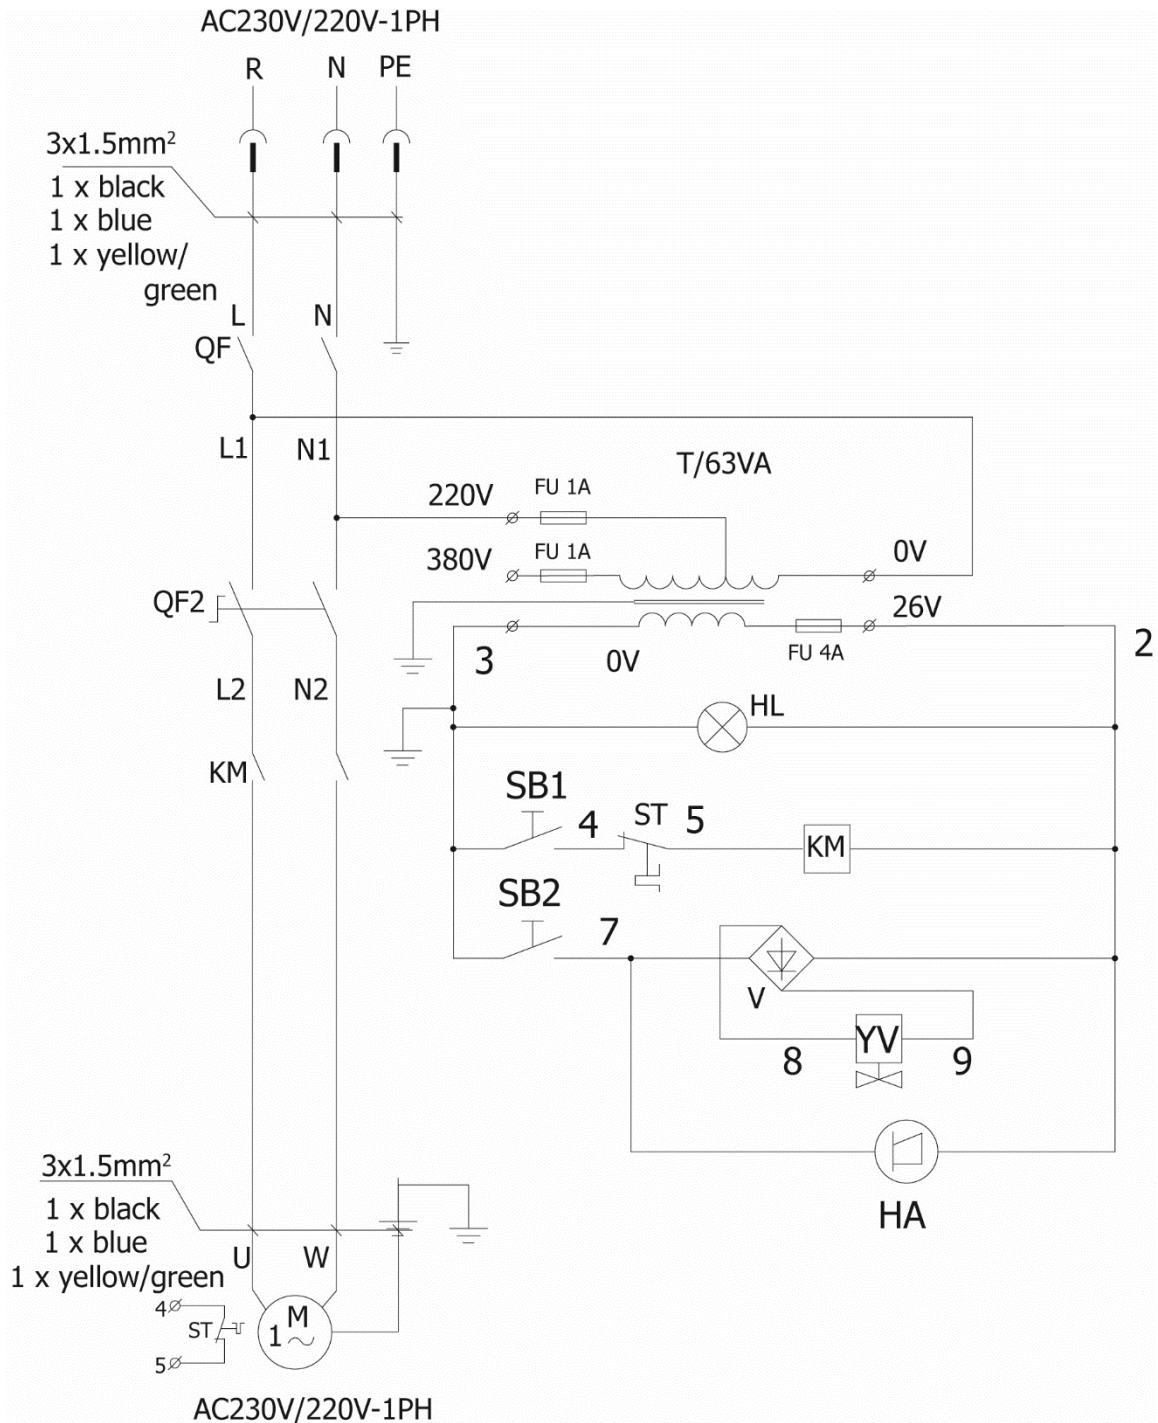 AC230V/220V-1PH
R N PE
3x1.5mm²
1 x black
1 x blue
1 x yellow/
green
L N
QF
L1 N1
T/63VA
220V FU 1A
380V FU 1A 0V
QF2 26V
3 0V FU 4A 2
L2 N2
HL
KM
SB1
4 ST 5
KM
SB2
7
V
YV
8 9
HA
3x1.5mm²
1 x black
1 x blue
1 x yellow/green
U W
4
ST
M
1
5
AC230V/220V-1PH